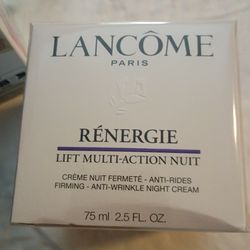 LANCÔME
PARIS
RÉNERGIE
LIFT MULTI-ACTION NUIT
CRÈME NUIT FERMETÉ - ANTI-RIDES
FIRMING - ANTI-WRINKLE NIGHT CREAM
75 ml 2.5 FL. OZ.